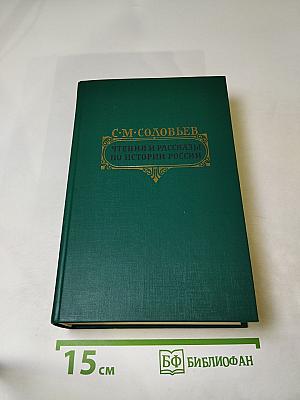 С·М·СОЛОВЬЕВ
ЧТЕНИЯ И РАССКАЗЫ
ПО ИСТОРИИ РОССИИ
15 см
БФ БИБЛИОФАН